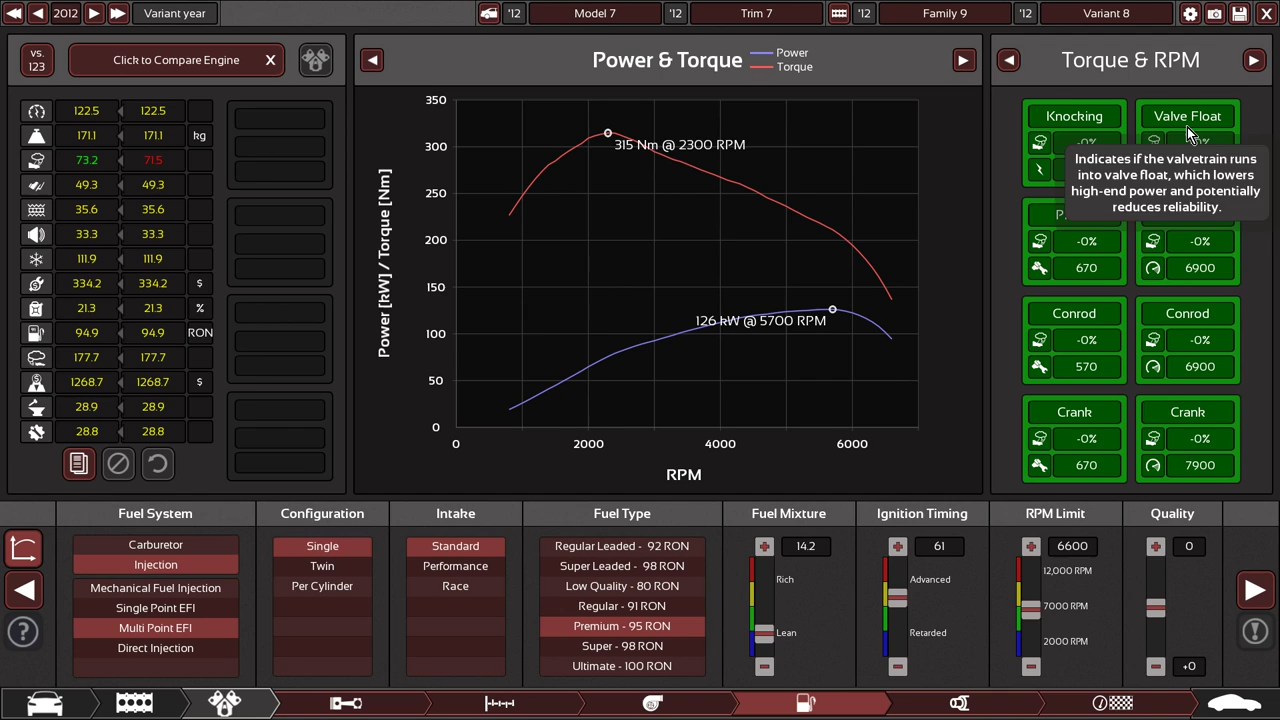 2012 Variant year '12 Model 7 '12 Trim 7 '12 Family 9 '12 Variant 8 X
vs. 123 Click to Compare Engine X
Power & Torque
Power
Torque
Torque & RPM
122.5 122.5
171.1 171.1 kg
73.2 71.5
49.3 49.3
35.6 35.6
33.3 33.3
111.9 111.9
334.2 334.2 $
21.3 21.3 %
94.9 94.9 RON
177.7 177.7
1268.7 1268.7 $
28.9 28.9
28.8 28.8
Power [kW] / Torque [Nm]
350
300
250
200
150
100
50
0
315 Nm @ 2300 RPM
126 kW @ 5700 RPM
0 2000 4000 6000
RPM
Knocking Valve Float
Indicates if the valvetrain runs
into valve float, which lowers
high-end power and potentially
reduces reliability.
-0% -0%
670 6900
Conrod Conrod
-0% -0%
570 6900
Crank Crank
-0% -0%
670 7900
Fuel System
Carburetor
Injection
Mechanical Fuel Injection
Single Point EFI
Multi Point EFI
Direct Injection
Configuration
Single
Twin
Per Cylinder
Intake
Standard
Performance
Race
Fuel Type
Regular Leaded - 92 RON
Super Leaded - 98 RON
Low Quality - 80 RON
Regular - 91 RON
Premium - 95 RON
Super - 98 RON
Ultimate - 100 RON
Fuel Mixture
14.2
Rich
Lean
Ignition Timing
61
Advanced
Retarded
RPM Limit
6600
12,000 RPM
7000 RPM
2000 RPM
Quality
0
+0